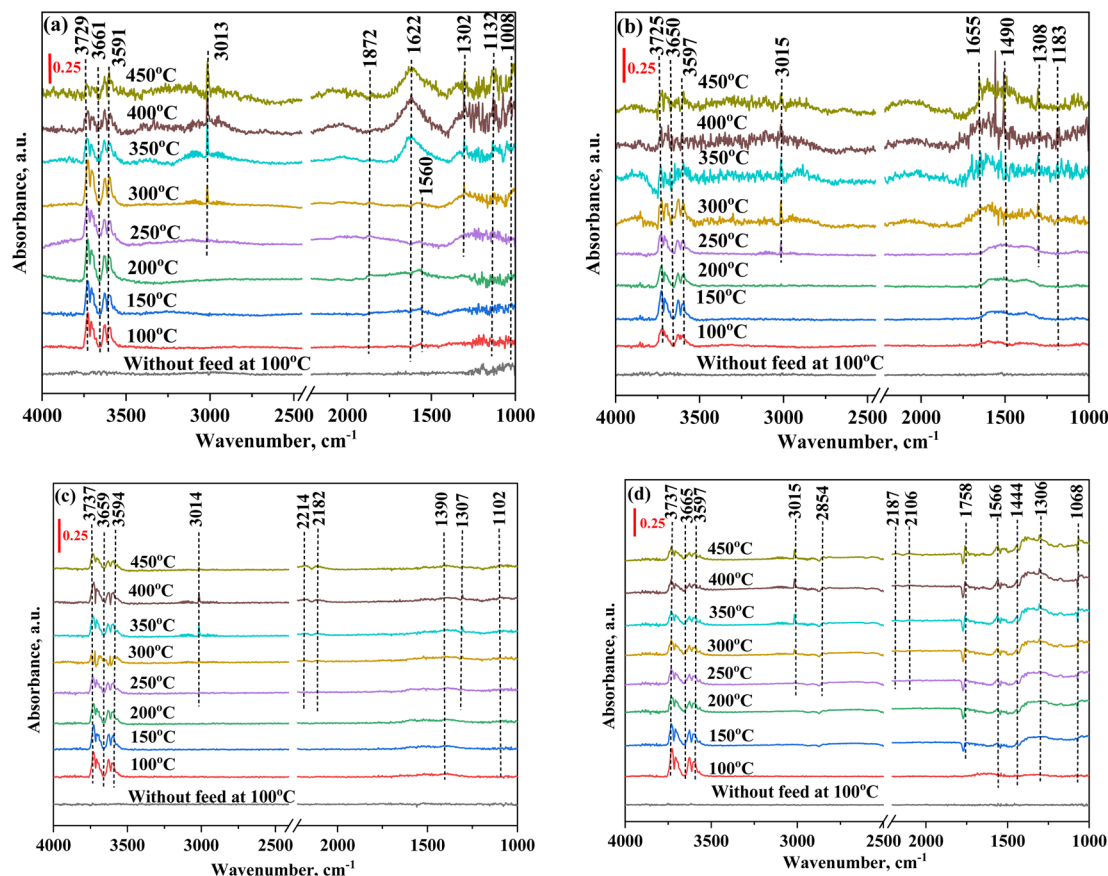 (a)
3729
3661
3591
3013
1872
1622
1302
1132
1008
0.25
450°C
400°C
350°C
1560
300°C
250°C
200°C
150°C
100°C
Without feed at 100°C
Absorbance, a.u.
4000 3500 3000 2500 2000 1500 1000
Wavenumber, cm-1
(b)
3725
3650
3597
3015
1655
1490
1308
1183
0.25
450°C
400°C
350°C
300°C
250°C
200°C
150°C
100°C
Without feed at 100°C
Absorbance, a.u.
4000 3500 3000 2500 2000 1500 1000
Wavenumber, cm-1
(c)
3737
3659
3594
3014
2214
2182
1390
1307
1102
0.25
450°C
400°C
350°C
300°C
250°C
200°C
150°C
100°C
Without feed at 100°C
Absorbance, a.u.
4000 3500 3000 2500 2000 1500 1000
Wavenumber, cm-1
(d)
3737
3665
3597
3015
2854
2187
2106
1758
1566
1444
1306
1068
0.25
450°C
400°C
350°C
300°C
250°C
200°C
150°C
100°C
Without feed at 100°C
Absorbance, a.u.
4000 3500 3000 2500 2000 1500 1000
Wavenumber, cm-1